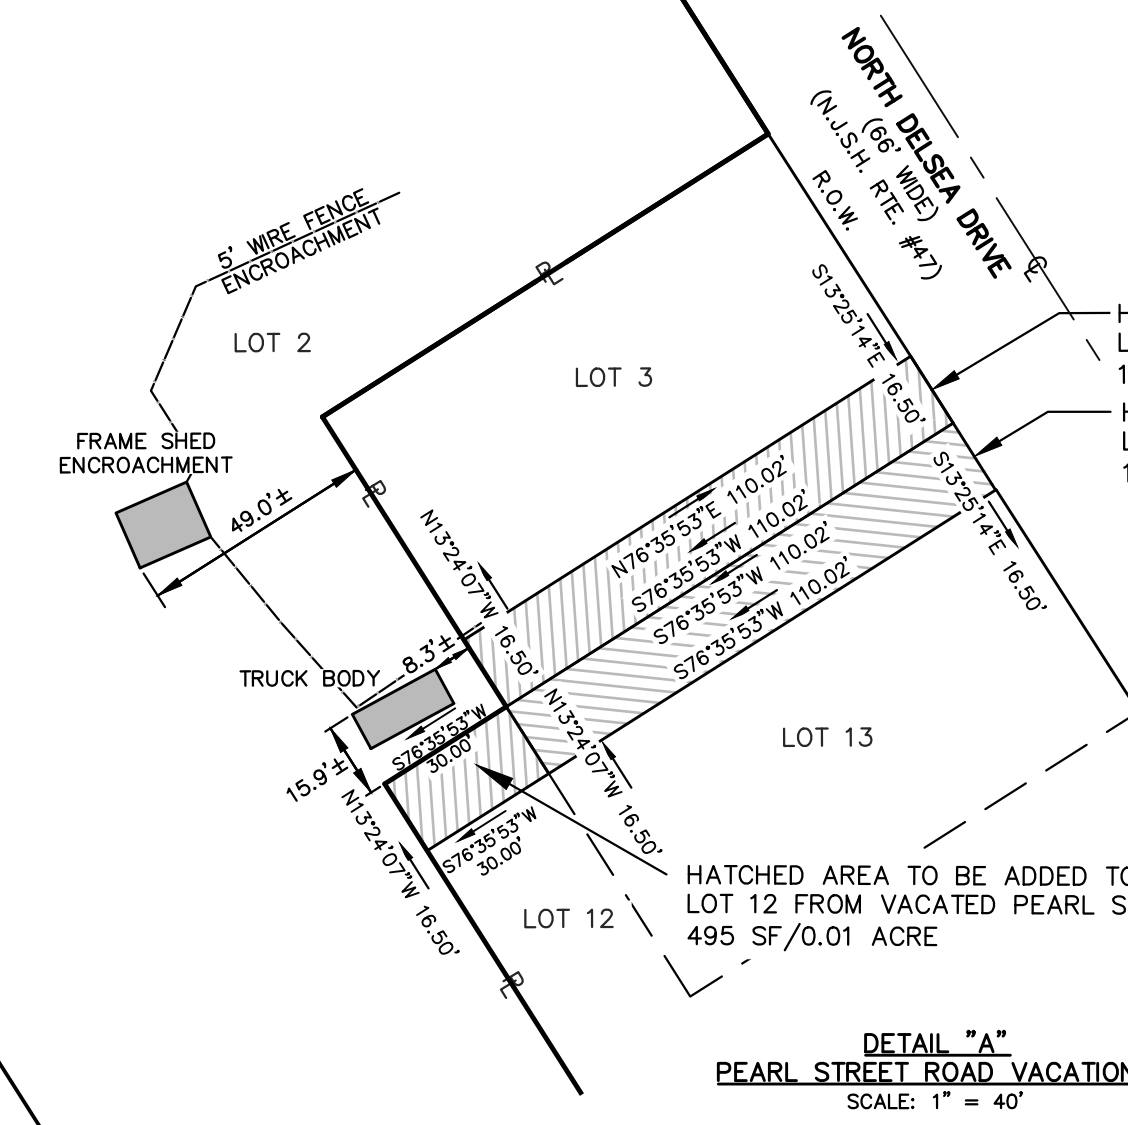 NORTH DELSEA DRIVE
(66' WIDE)
(N.J.S.H. RTE. #47)
R.O.W.
5' WIRE FENCE
ENCROACHMENT
LOT 2
LOT 3
S13°25'14"E 16.50'
H
L
1
FRAME SHED
ENCROACHMENT
49.0'±
H
L
1
S13°25'14"E 16.50'
N76°35'53"E 110.02'
S76°35'53"W 110.02'
S76°35'53"W 110.02'
S76°35'53"W 110.02'
N13°24'07"W 16.50'
8.3'±
TRUCK BODY
S76°35'53"W
30.00'
N13°24'07"W 16.50'
15.9'±
LOT 13
N13°24'07"W 16.50'
S76°35'53"W
30.00'
HATCHED AREA TO BE ADDED TO
LOT 12 FROM VACATED PEARL S
495 SF/0.01 ACRE
LOT 12
DETAIL "A"
PEARL STREET ROAD VACATION
SCALE: 1" = 40'